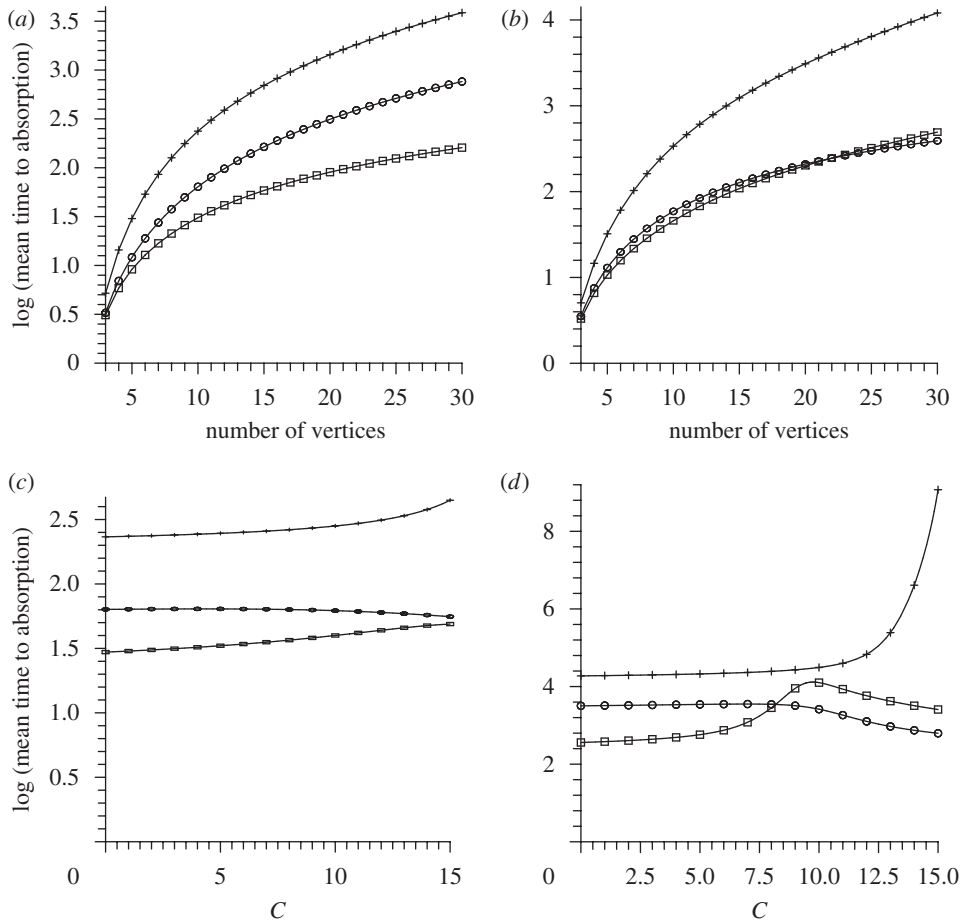 (a)
3.5
3.0
2.5
2.0
1.5
1.0
0.5
0
log (mean time to absorption)
5 10 15 20 25 30
number of vertices
(b)
4
3
2
1
0
5 10 15 20 25 30
number of vertices
(c)
2.5
2.0
1.5
1.0
0.5
0
log (mean time to absorption)
5 10 15
C
(d)
8
6
4
2
0
2.5 5.0 7.5 10.0 12.5 15.0
C